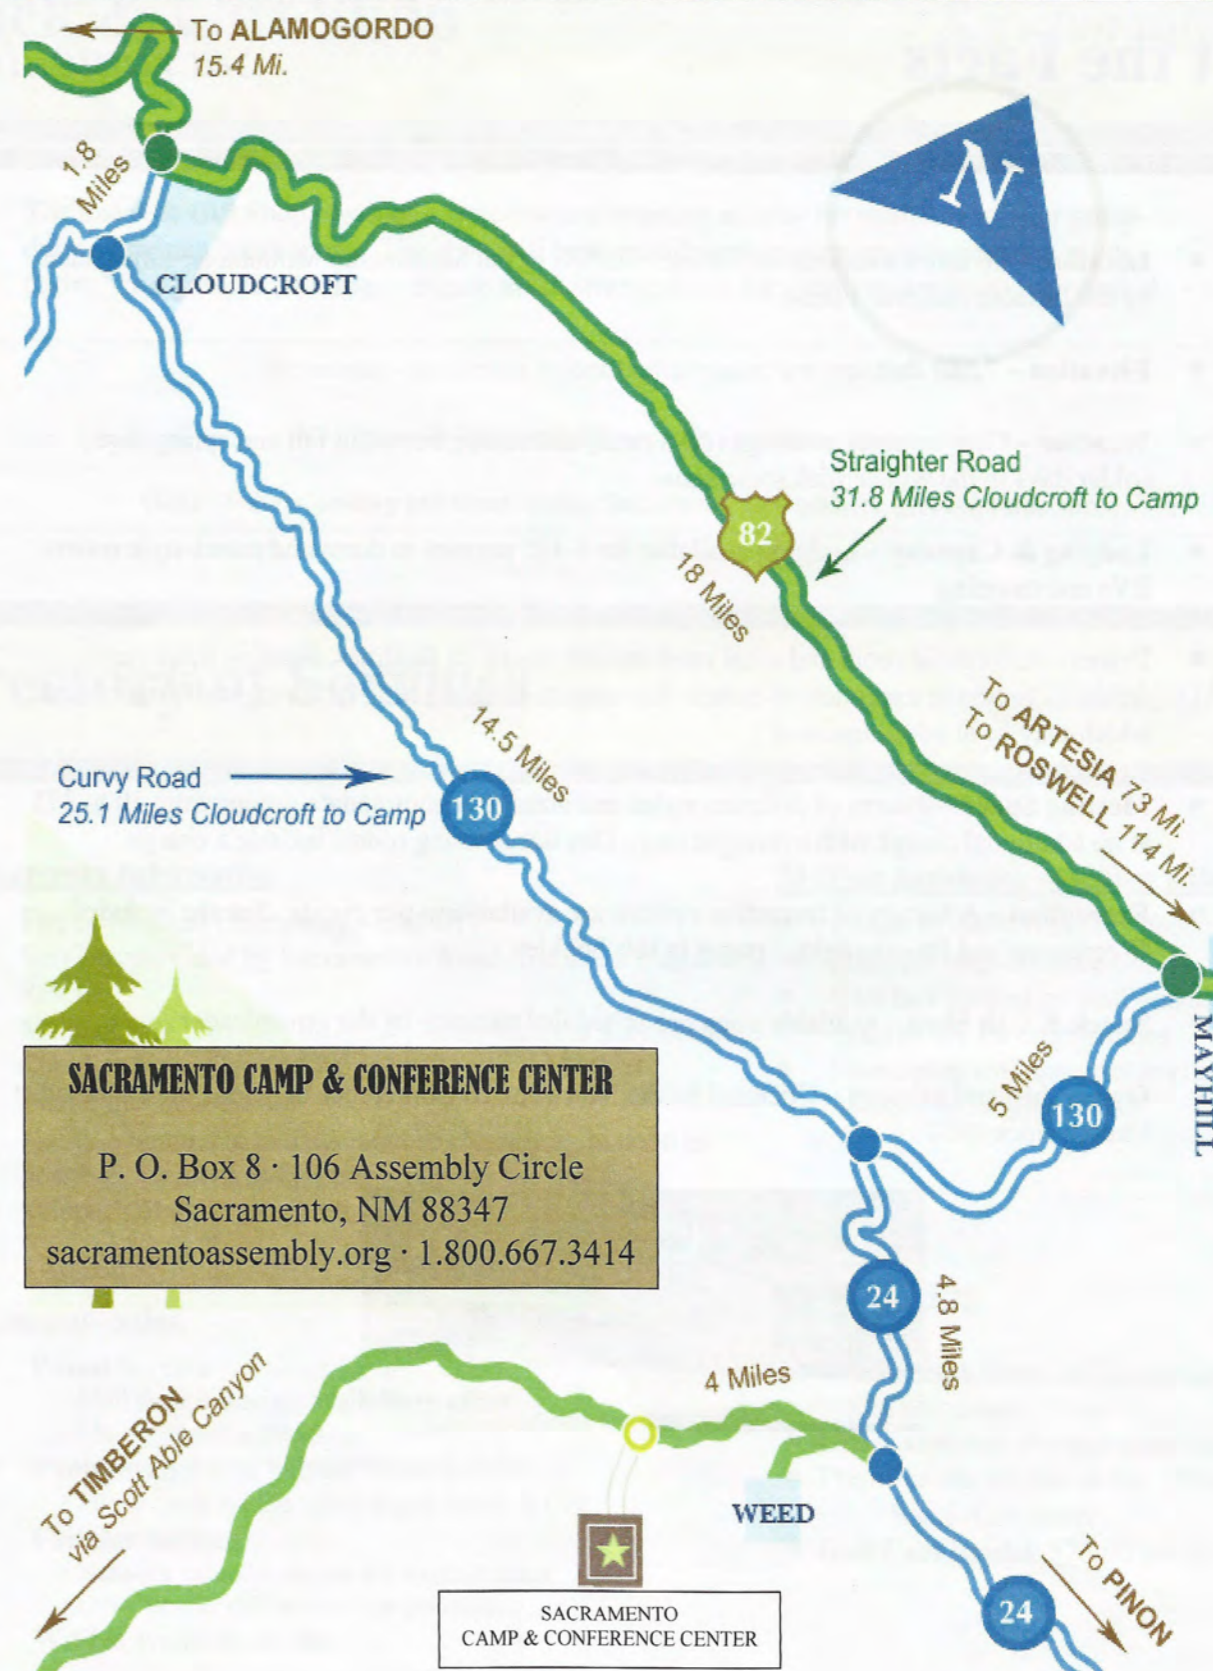 To ALAMOGORDO
15.4 Mi.
1.8
Miles
N
CLOUDCROFT
Straighter Road
31.8 Miles Cloudcroft to Camp
82
18 Miles
To ARTESIA 73 Mi.
To ROSWELL 114 Mi.
14.5 Miles
Curvy Road
25.1 Miles Cloudcroft to Camp
130
MAYHILL
5 Miles
130
SACRAMENTO CAMP & CONFERENCE CENTER
P. O. Box 8 · 106 Assembly Circle
Sacramento, NM 88347
sacramentoassembly.org · 1.800.667.3414
24
4.8 Miles
4 Miles
To TIMBERON
via Scott Able Canyon
WEED
24
To PINON
SACRAMENTO
CAMP & CONFERENCE CENTER